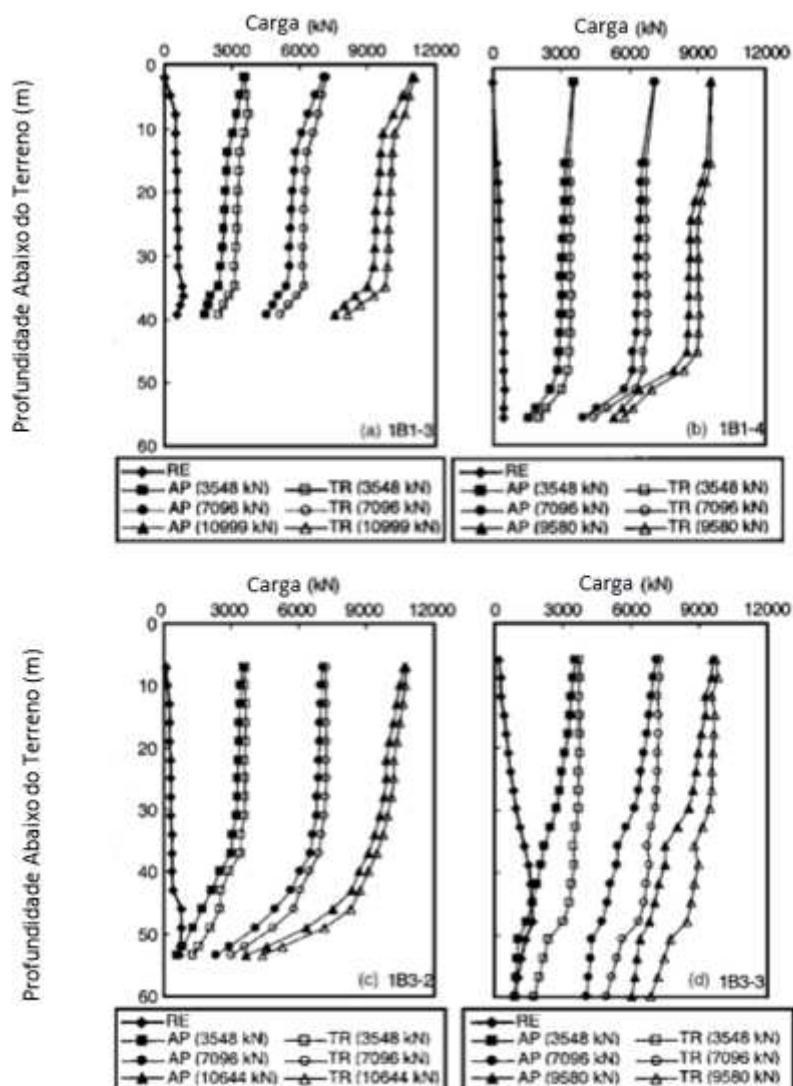 Carga (kN)
0 3000 6000 9000 12000
Profundidade Abaixo do Terreno (m)
0
10
20
30
40
50
60
(a) 1B1-3
RE
AP (3548 kN) TR (3548 kN)
AP (7096 kN) TR (7096 kN)
AP (10999 kN) TR (10999 kN)
Carga (kN)
0 3000 6000 9000 12000
(b) 1B1-4
RE
AP (3548 kN) TR (3548 kN)
AP (7096 kN) TR (7096 kN)
AP (9580 kN) TR (9580 kN)
Carga (kN)
0 3000 6000 9000 12000
Profundidade Abaixo do Terreno (m)
0
10
20
30
40
50
60
(c) 1B3-2
RE
AP (3548 kN) TR (3548 kN)
AP (7096 kN) TR (7096 kN)
AP (10644 kN) TR (10644 kN)
Carga (kN)
0 3000 6000 9000 12000
(d) 1B3-3
RE
AP (3548 kN) TR (3548 kN)
AP (7096 kN) TR (7096 kN)
AP (9580 kN) TR (9580 kN)